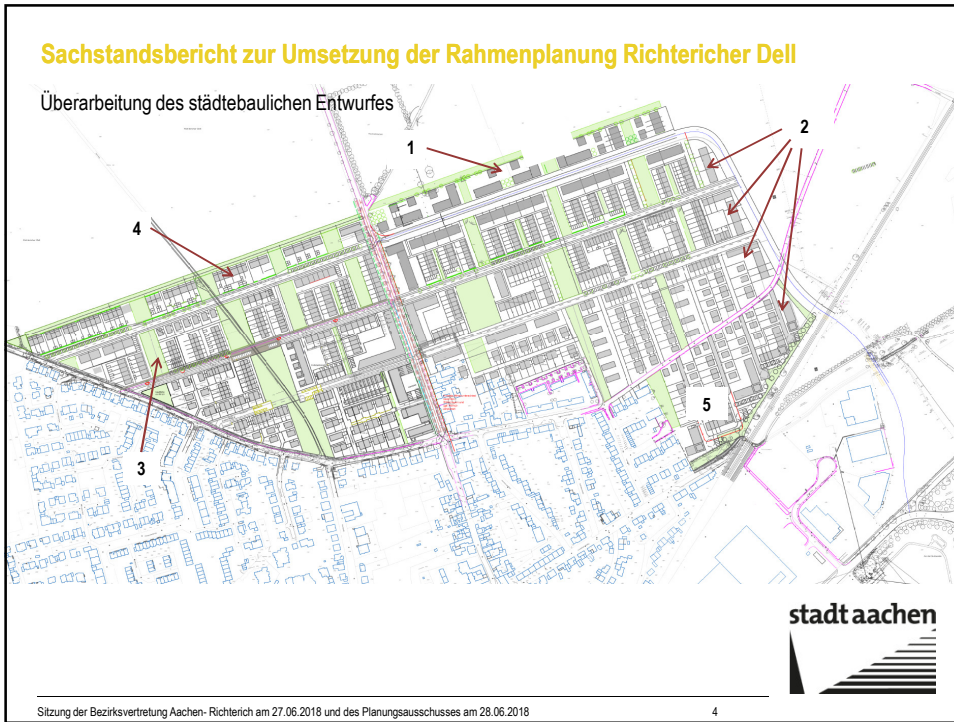 Sachstandsbericht zur Umsetzung der Rahmenplanung Richtericher Dell
Überarbeitung des städtebaulichen Entwurfes
1
2
4
3
5
stadt aachen
Sitzung der Bezirksvertretung Aachen- Richterich am 27.06.2018 und des Planungsausschusses am 28.06.2018
4